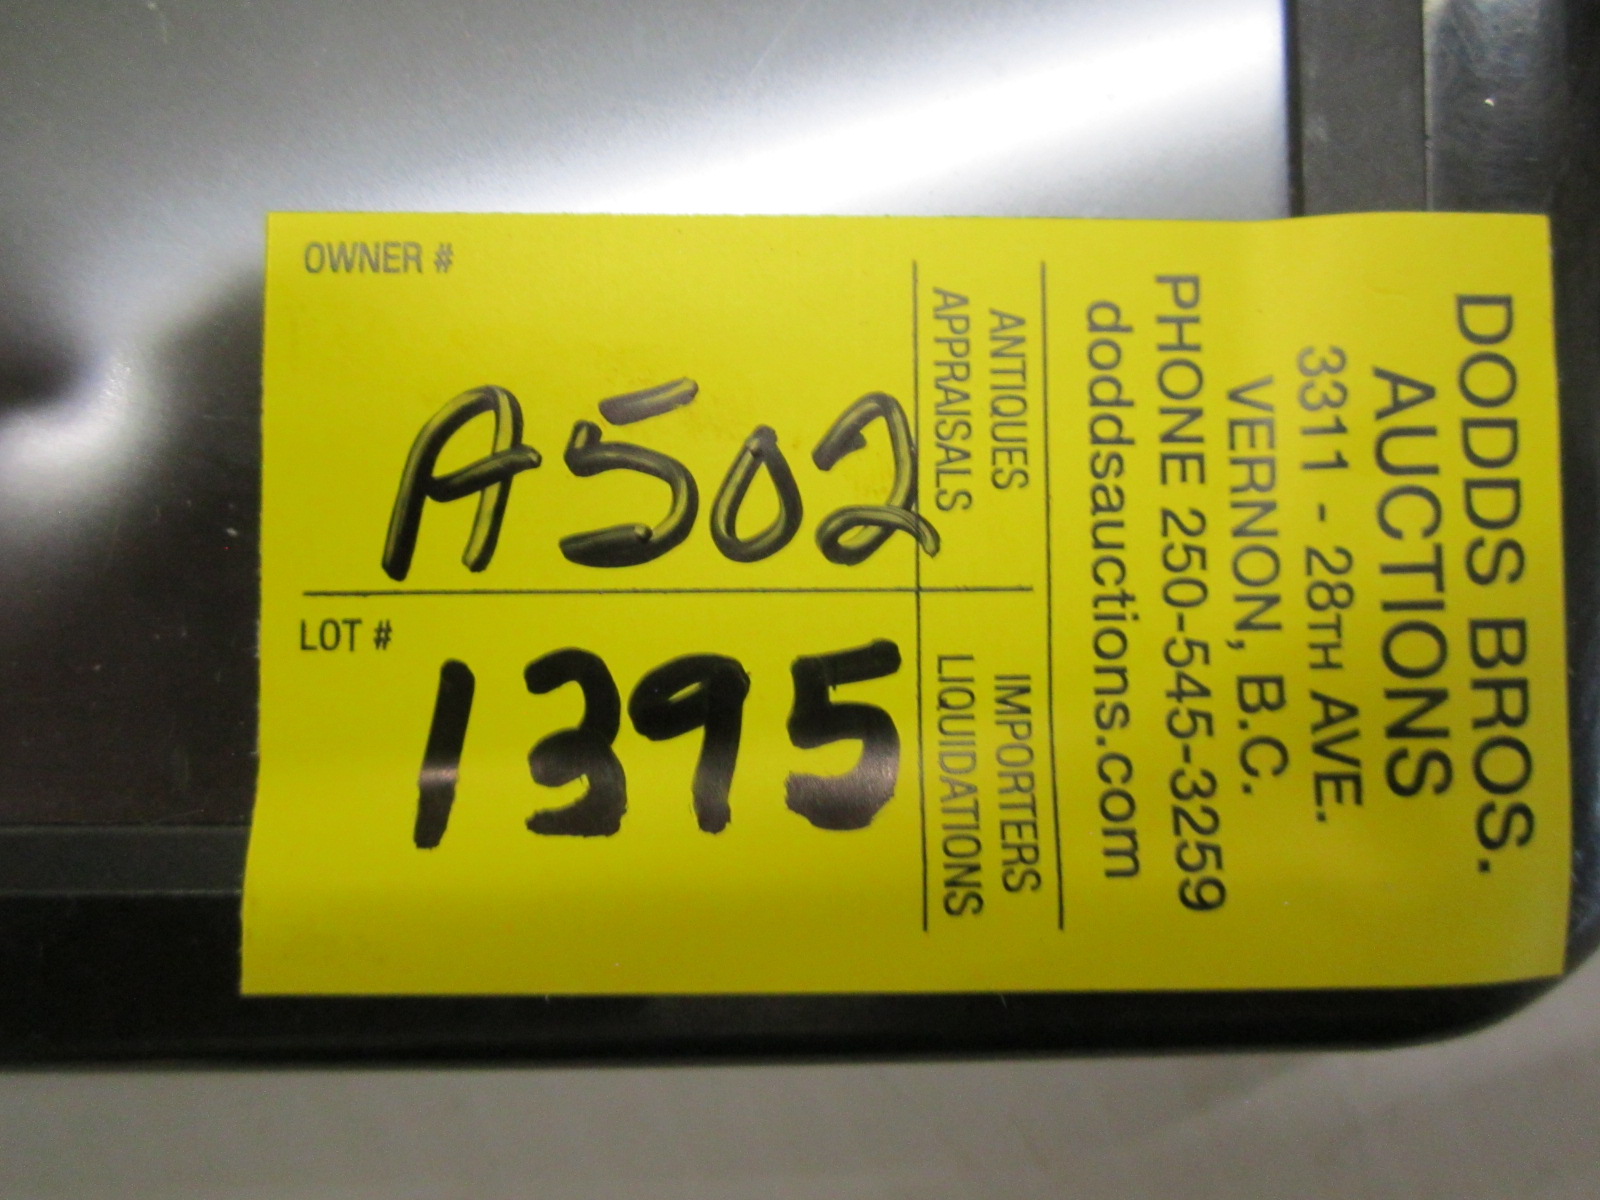 DODDS BROS.
AUCTIONS
3311 - 28TH AVE.
VERNON, B.C.
PHONE 250-545-3259
doddsauctions.com
ANTIQUES
APPRAISALS
IMPORTERS
LIQUIDATIONS
OWNER #
A502
LOT #
1395